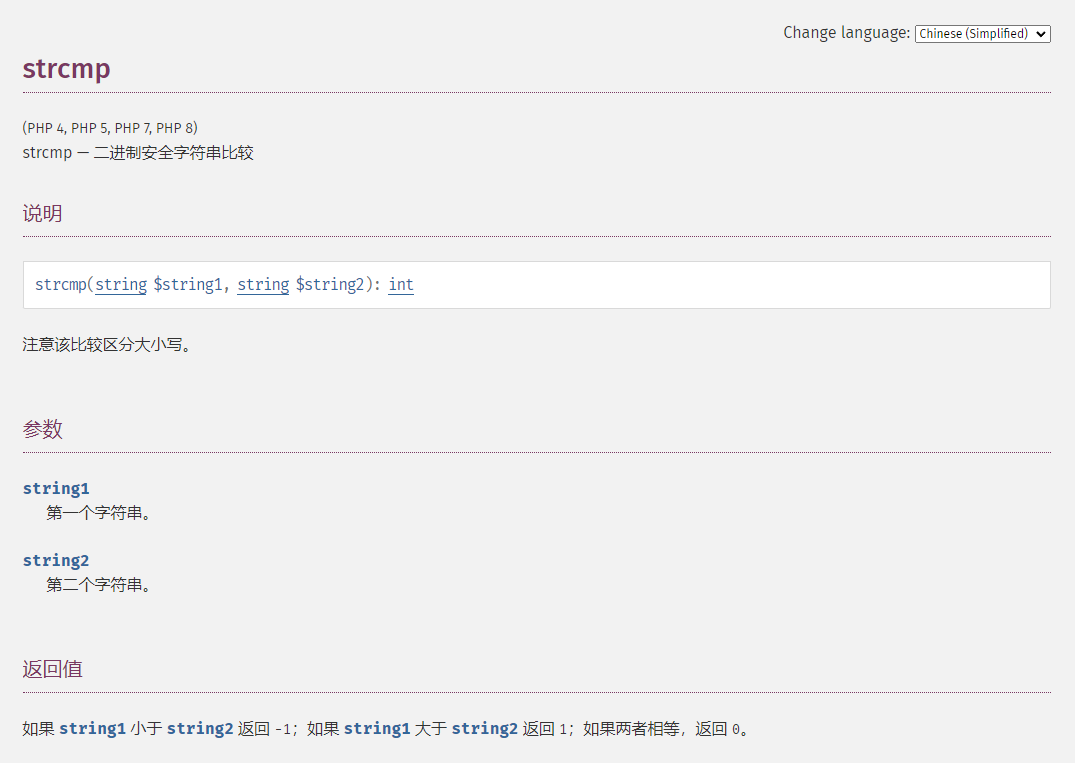 Change language: Chinese (Simplified)
strcmp
(PHP 4, PHP 5, PHP 7, PHP 8)
strcmp — 二进制安全字符串比较
说明
strcmp(string $string1, string $string2): int
注意该比较区分大小写。
参数
string1
第一个字符串。
string2
第二个字符串。
返回值
如果 string1 小于 string2 返回 -1；如果 string1 大于 string2 返回 1；如果两者相等，返回 0。